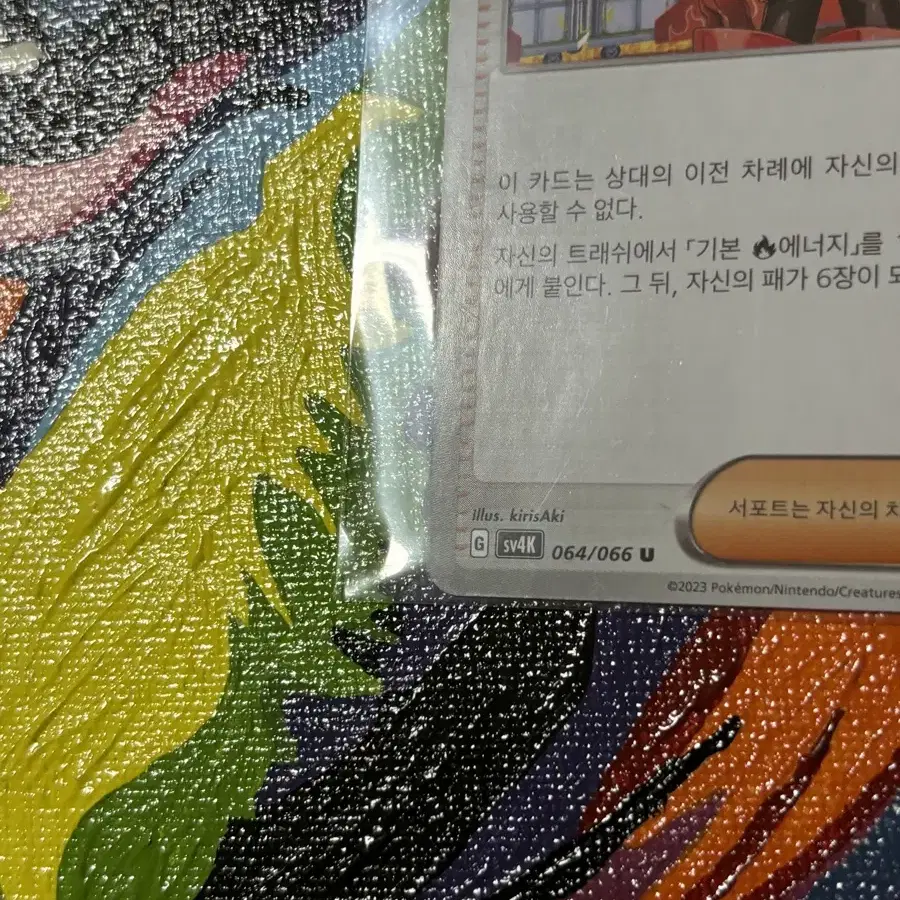 이 카드는 상대의 이전 차례에 자신의
사용할 수 없다.
자신의 트래쉬에서 「기본 에너지」를
에게 붙인다. 그 뒤, 자신의 패가 6장이
illus. kirisAki
G SV4K 064/066 U
서포트는 자신의
©2023 Pokémon/Nintendo/Creatures